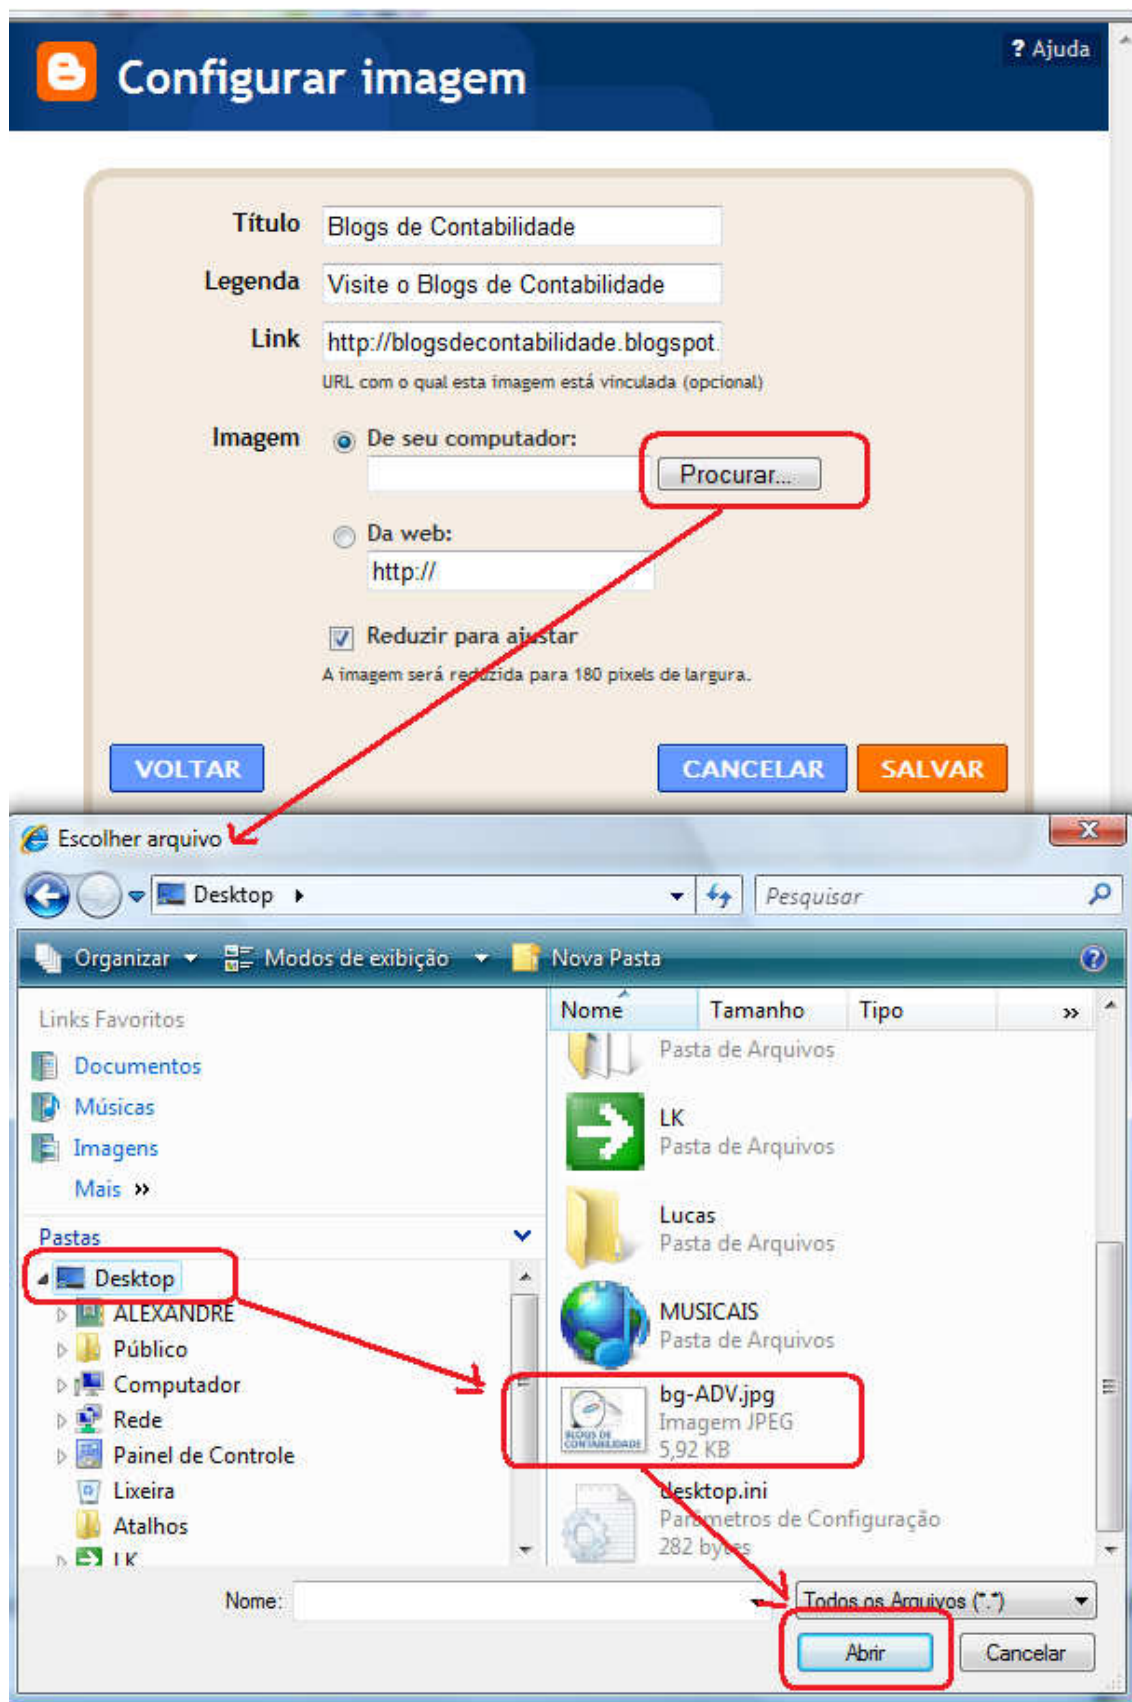 ? Ajuda
Configurar imagem
Título Blogs de Contabilidade
Legenda Visite o Blogs de Contabilidade
Link http://blogsdecontabilidade.blogspot.
URL com o qual esta imagem está vinculada (opcional)
Imagem De seu computador:
Procurar...
Da web:
http://
Reduzir para ajustar
A imagem será reduzida para 180 pixels de largura.
VOLTAR CANCELAR SALVAR
Escolher arquivo
Desktop Pesquisar
Organizar Modos de exibição Nova Pasta
Links Favoritos
Documentos
Músicas
Imagens
Mais »
Pastas
Desktop
ALEXANDRE
Público
Computador
Rede
Painel de Controle
Lixeira
Atalhos
LK
Nome Tamanho Tipo »
Pasta de Arquivos
LK
Pasta de Arquivos
Lucas
Pasta de Arquivos
MUSICAIS
Pasta de Arquivos
BLOGS DE
CONTABILIDADE
bg-ADV.jpg
Imagem JPEG
5,92 KB
desktop.ini
Parâmetros de Configuração
282 bytes
Nome: Todos os Arquivos (*.*)
Abrir Cancelar